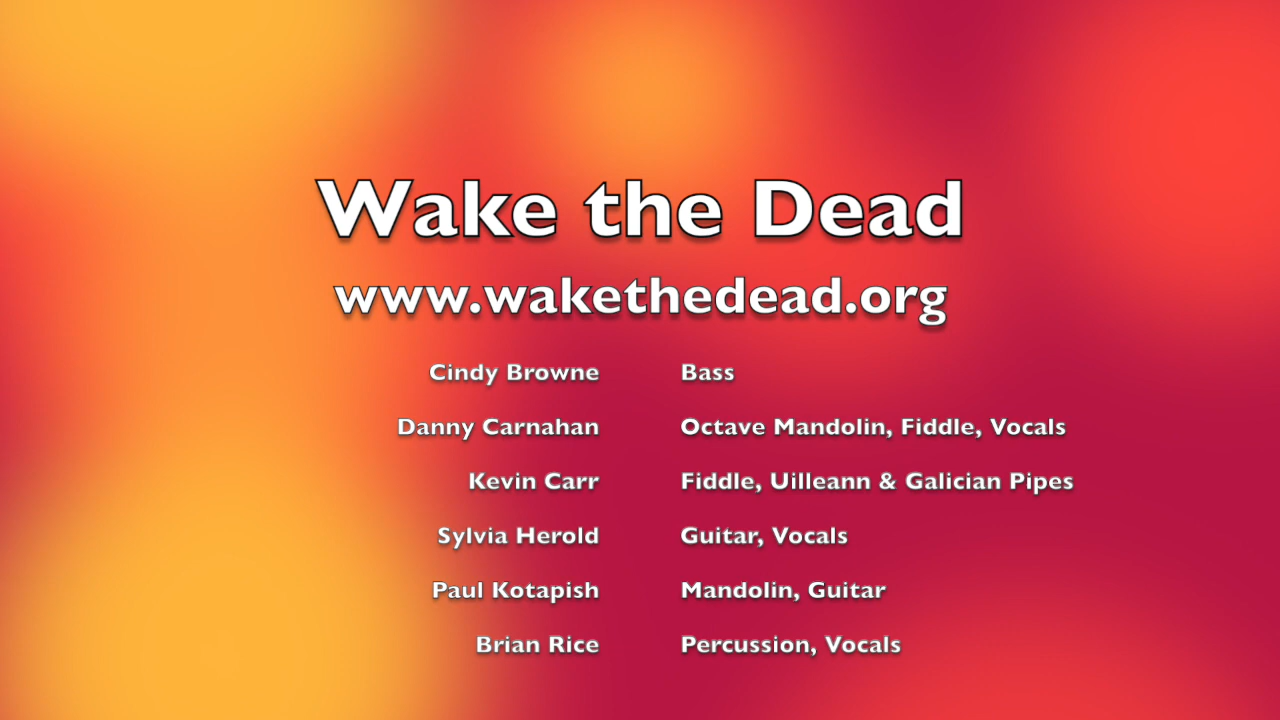 Wake the Dead
www.wakethedead.org
Cindy Browne Bass
Danny Carnahan Octave Mandolin, Fiddle, Vocals
Kevin Carr Fiddle, Uilleann & Galician Pipes
Sylvia Herold Guitar, Vocals
Paul Kotapish Mandolin, Guitar
Brian Rice Percussion, Vocals